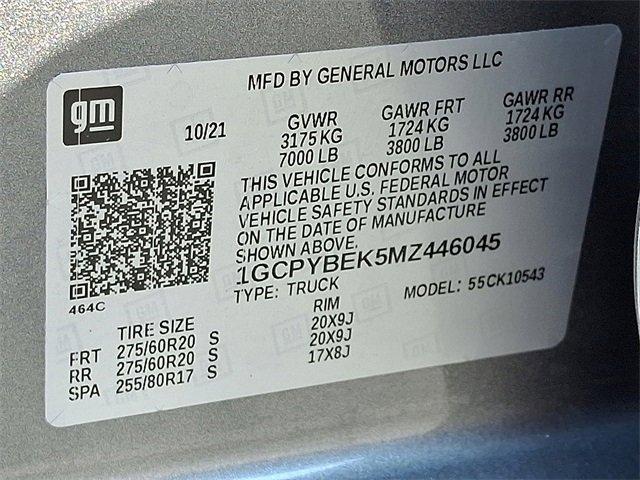 MFD BY GENERAL MOTORS LLC
gm
10/21
GVWR GAWR FRT GAWR RR
3175 KG 1724 KG 1724 KG
7000 LB 3800 LB 3800 LB
THIS VEHICLE CONFORMS TO ALL
APPLICABLE U.S. FEDERAL MOTOR
VEHICLE SAFETY STANDARDS IN EFFECT
ON THE DATE OF MANUFACTURE
SHOWN ABOVE.
1GCPYBEK5MZ446045
TYPE: TRUCK MODEL: 55CK10543
464C
TIRE SIZE RIM
FRT 275/60R20 S 20X9J
RR 275/60R20 S 20X9J
SPA 255/80R17 S 17X8J